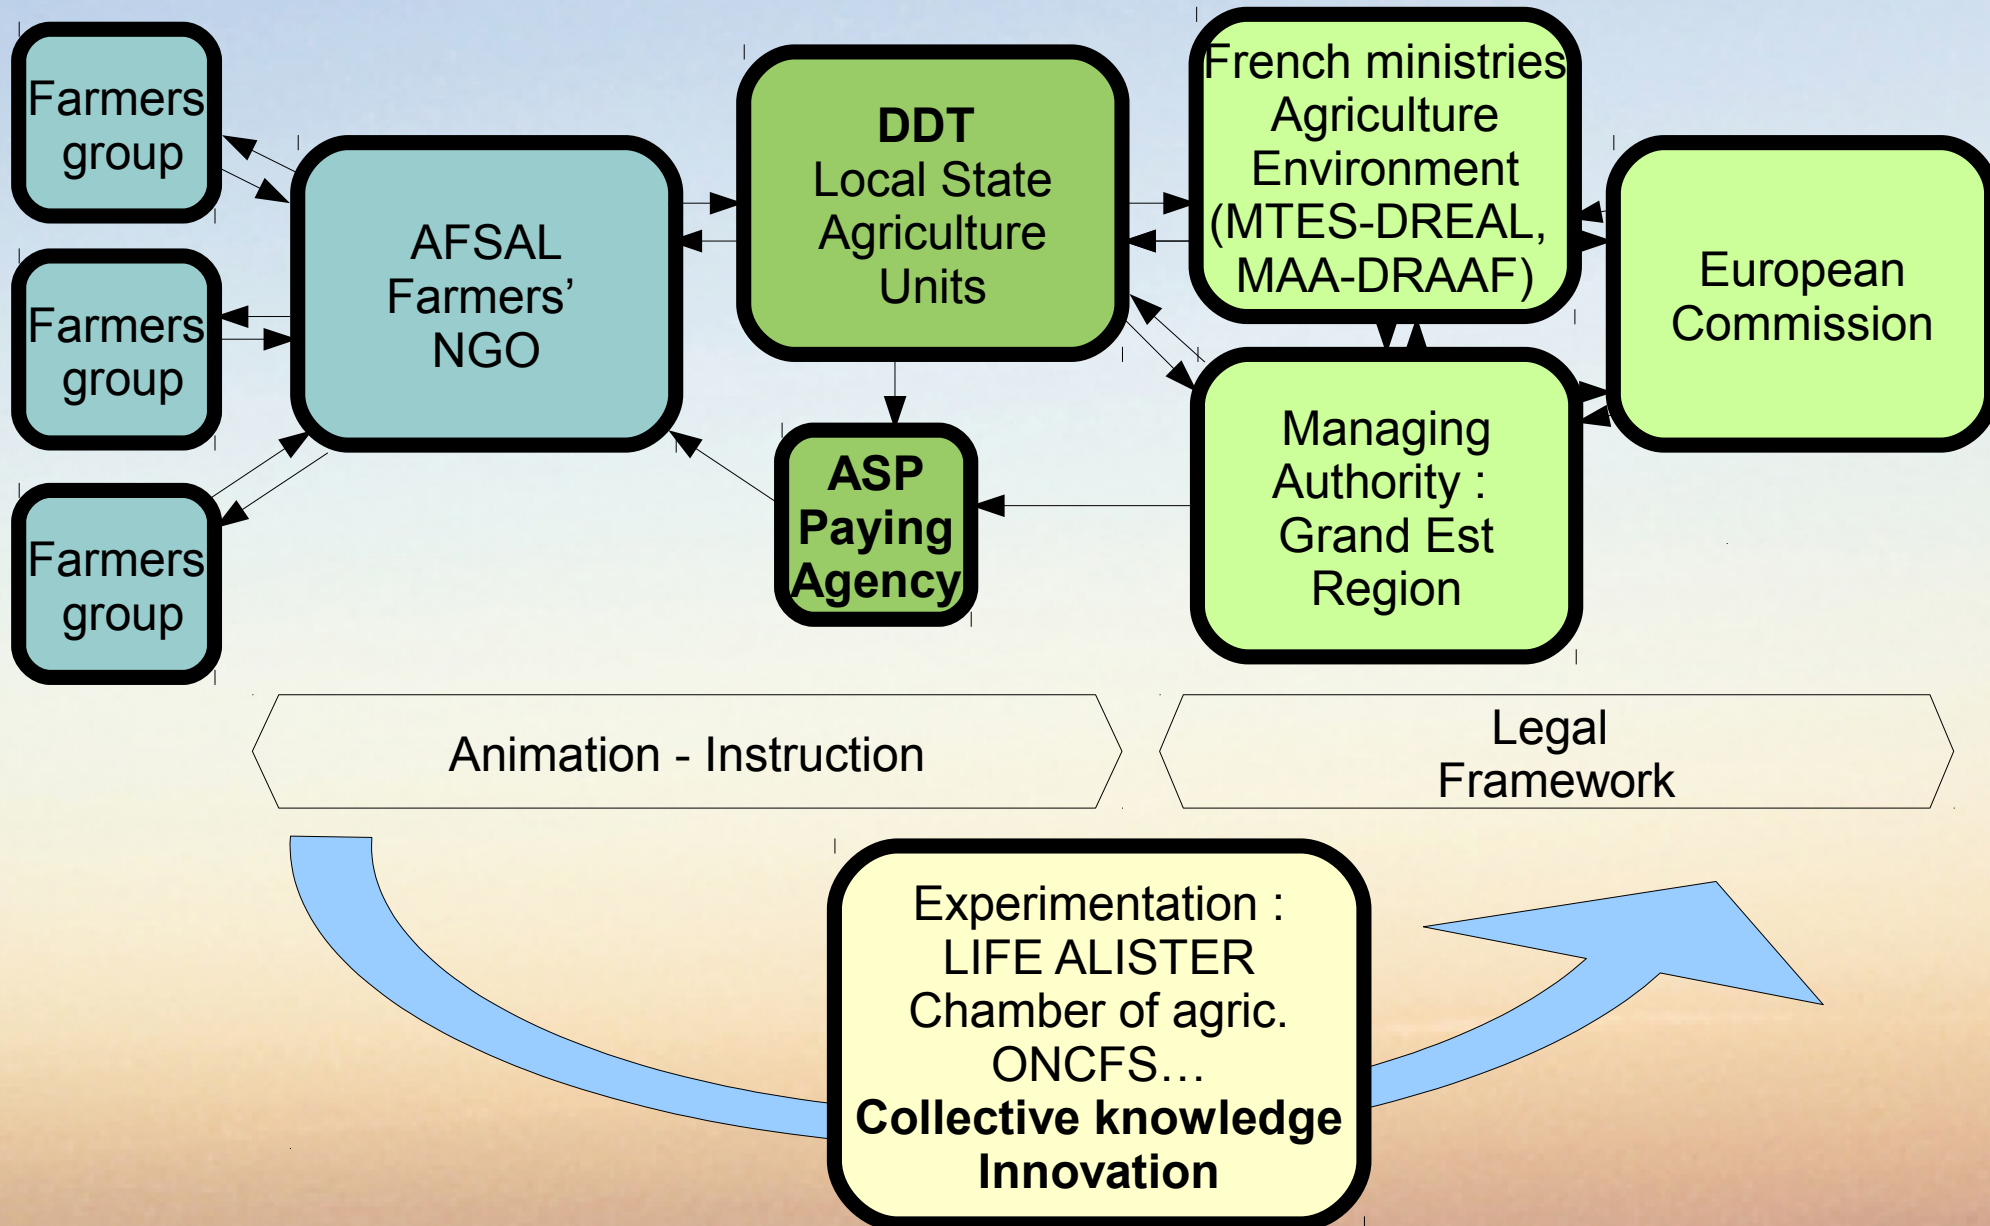 Farmers
group
Farmers
group
Farmers
group
AFSAL
Farmers’
NGO
DDT
Local State
Agriculture
Units
ASP
Paying
Agency
French ministries
Agriculture
Environment
(MTES-DREAL,
MAA-DRAAF)
Managing
Authority :
Grand Est
Region
European
Commission
Animation - Instruction
Legal
Framework
Experimentation :
LIFE ALISTER
Chamber of agric.
ONCFS…
Collective knowledge
Innovation